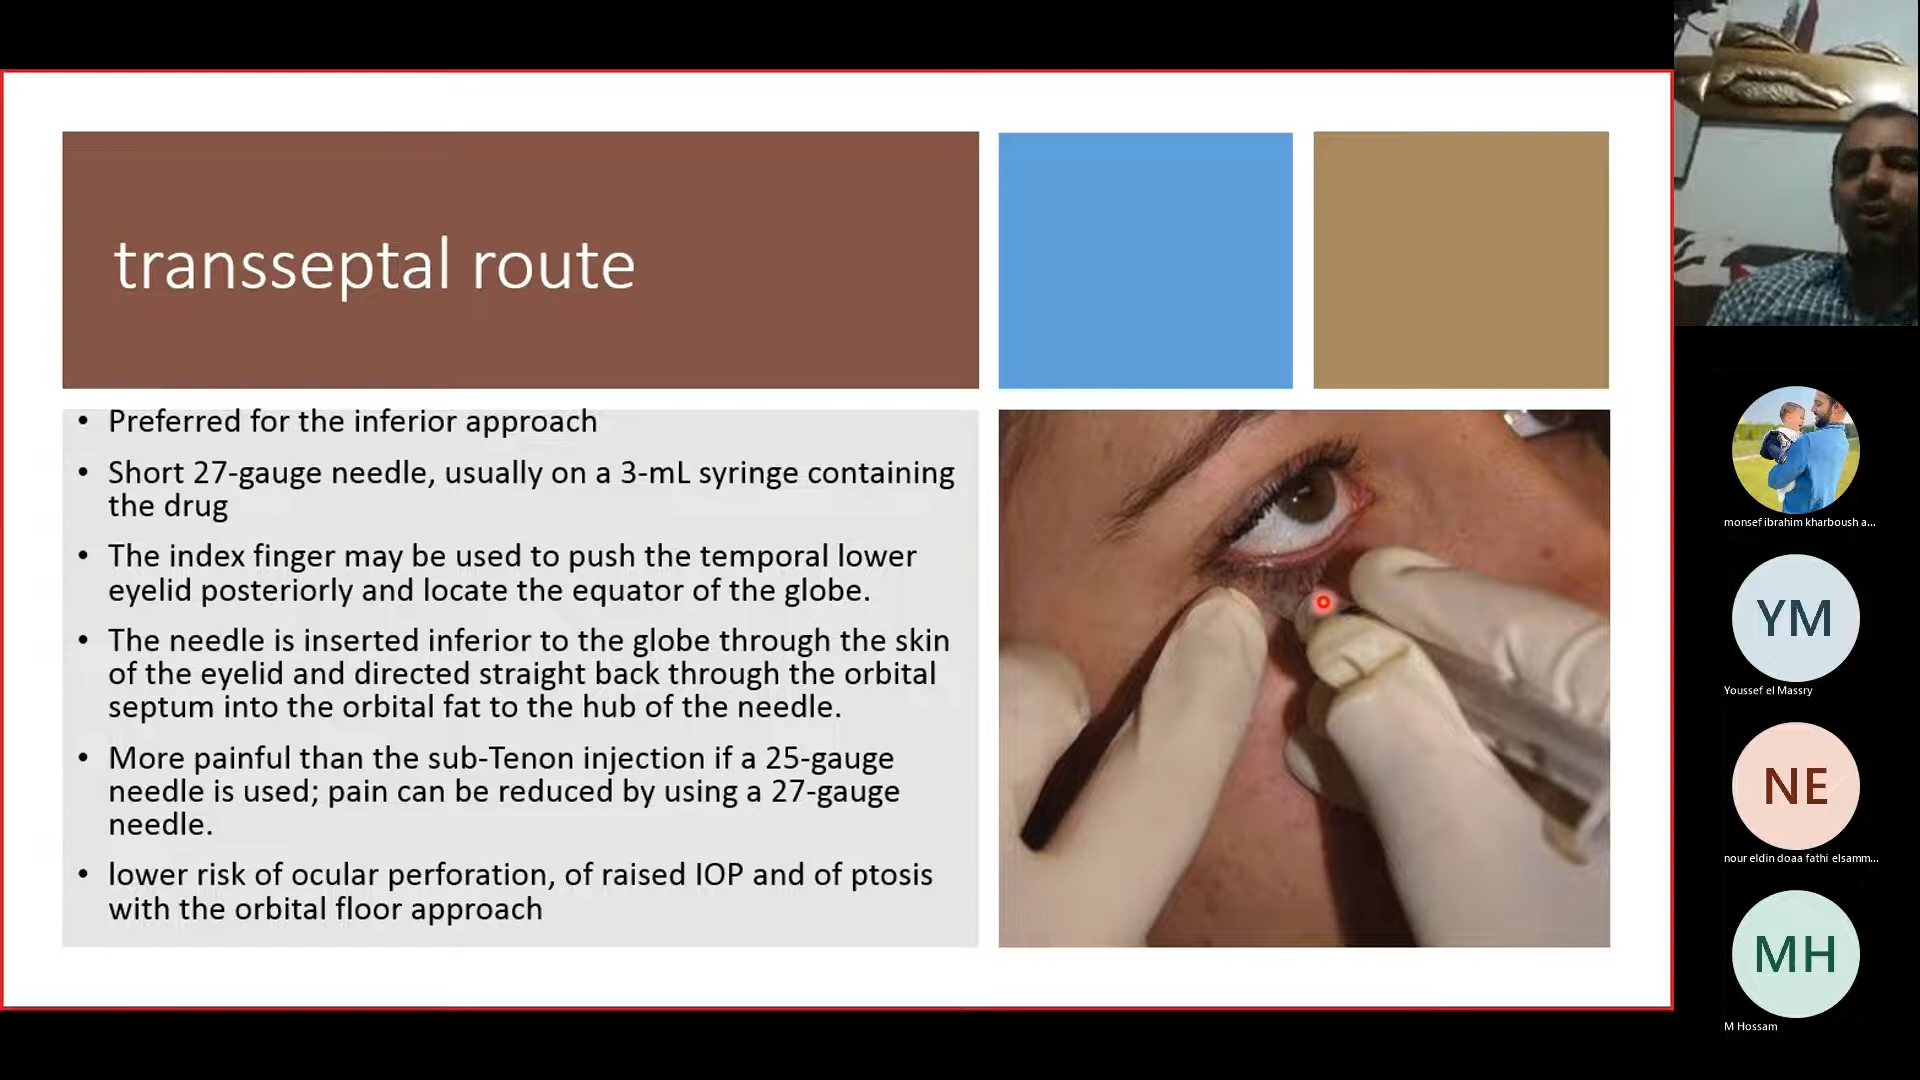 transseptal route
• Preferred for the inferior approach
• Short 27-gauge needle, usually on a 3-mL syringe containing
the drug
• The index finger may be used to push the temporal lower
eyelid posteriorly and locate the equator of the globe.
• The needle is inserted inferior to the globe through the skin
of the eyelid and directed straight back through the orbital
septum into the orbital fat to the hub of the needle.
• More painful than the sub-Tenon injection if a 25-gauge
needle is used; pain can be reduced by using a 27-gauge
needle.
• lower risk of ocular perforation, of raised IOP and of ptosis
with the orbital floor approach
monsef ibrahim kharboush a...
YM
Youssef el Massry
NE
nour eldin doaa fathi elsamm...
MH
M Hossam